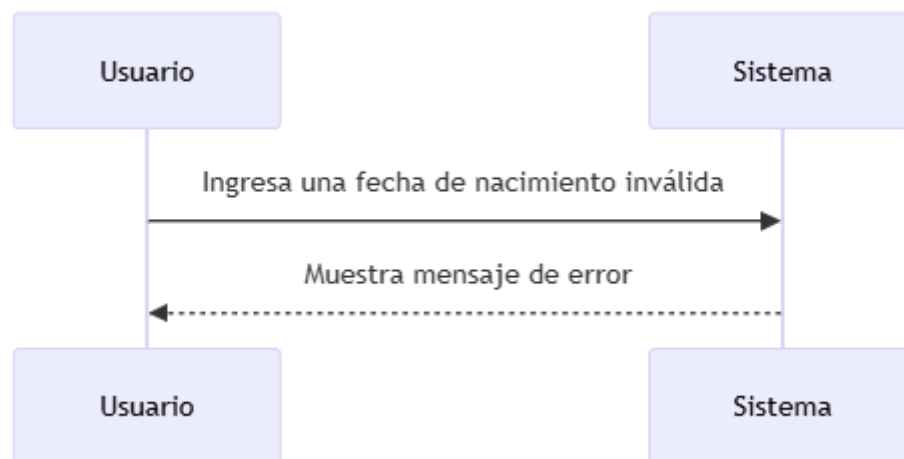 Usuario
Sistema
Ingresa una fecha de nacimiento inválida
Muestra mensaje de error
Usuario
Sistema